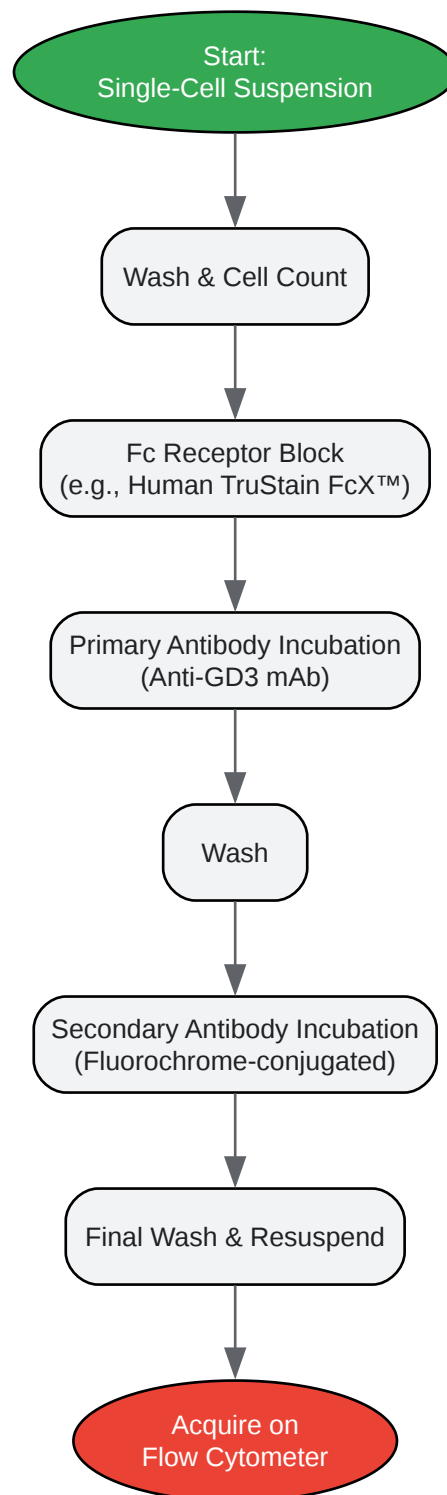 Start:
Single-Cell Suspension
Wash & Cell Count
Fc Receptor Block
(e.g., Human TruStain FcX™)
Primary Antibody Incubation
(Anti-GD3 mAb)
Wash
Secondary Antibody Incubation
(Fluorochrome-conjugated)
Final Wash & Resuspend
Acquire on
Flow Cytometer